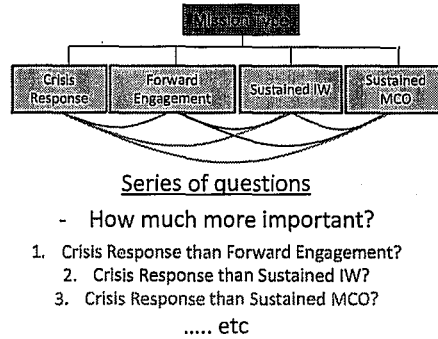 Mission Type
Crisis Response
Forward Engagement
Sustained IW
Sustained MCO
Series of questions
- How much more important?
1. Crisis Response than Forward Engagement?
2. Crisis Response than Sustained IW?
3. Crisis Response than Sustained MCO?
..... etc